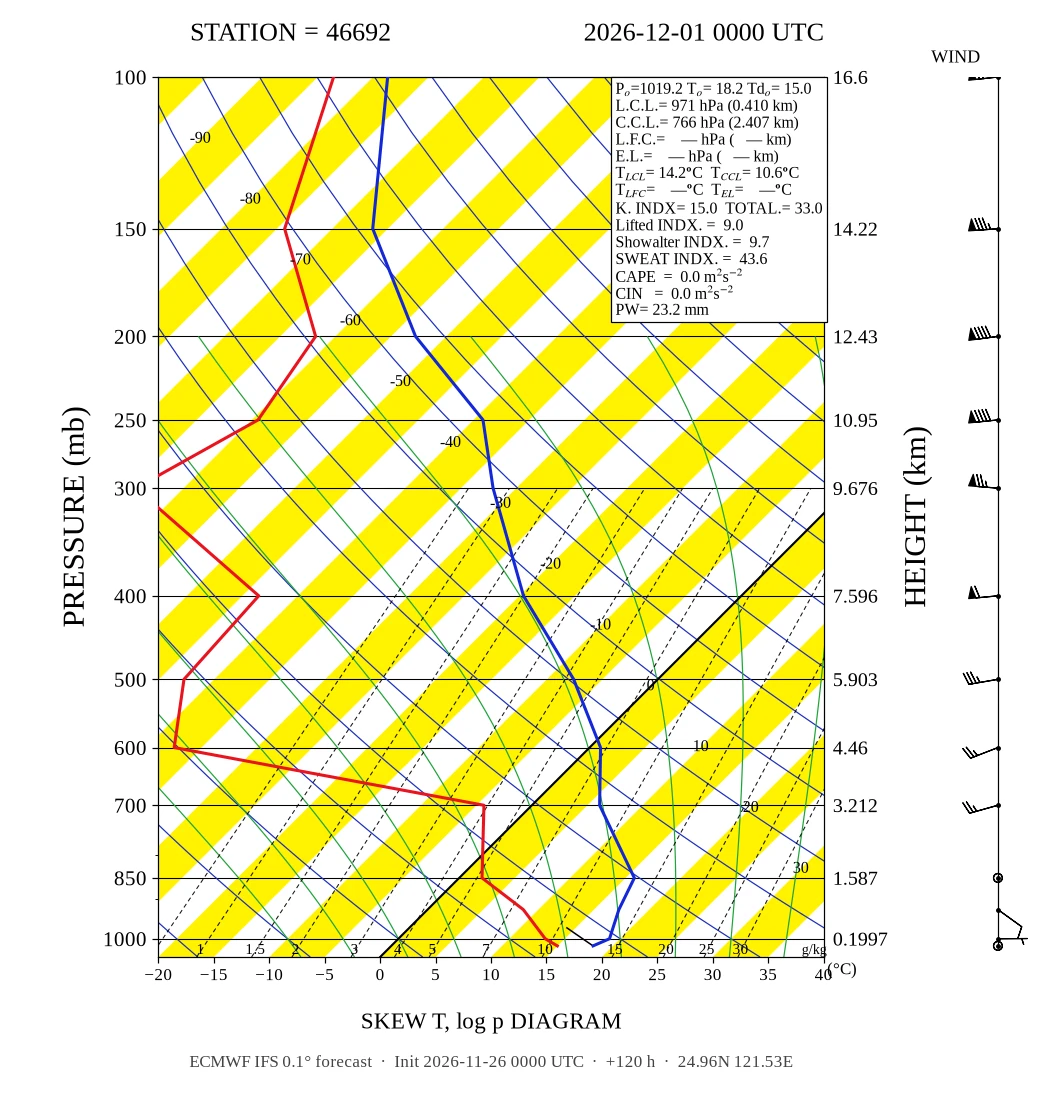 STATION = 46692
2026-12-01 0000 UTC
WIND
Pₒ=1019.2 Tₒ= 18.2 Tdₒ= 15.0
L.C.L.= 971 hPa (0.410 km)
C.C.L.= 766 hPa (2.407 km)
L.F.C.= — hPa ( — km)
E.L.= — hPa ( — km)
T_LCL= 14.2°C T_CCL= 10.6°C
T_LFC= —°C T_EL= —°C
K. INDX= 15.0 TOTAL.= 33.0
Lifted INDX. = 9.0
Showalter INDX. = 9.7
SWEAT INDX. = 43.6
CAPE = 0.0 m²s⁻²
CIN = 0.0 m²s⁻²
PW= 23.2 mm
100
150
200
250
300
400
500
600
700
850
1000
PRESSURE (mb)
-90
-80
-70
-60
-50
-40
-30
-20
-10
0
10
20
30
16.6
14.22
12.43
10.95
9.676
7.596
5.903
4.46
3.212
1.587
0.1997
HEIGHT (km)
1 1.5 2 3 4 5 7 10 15 20 25 30 g/kg
−20 −15 −10 −5 0 5 10 15 20 25 30 35 40 (°C)
SKEW T, log p DIAGRAM
ECMWF IFS 0.1° forecast · Init 2026-11-26 0000 UTC · +120 h · 24.96N 121.53E